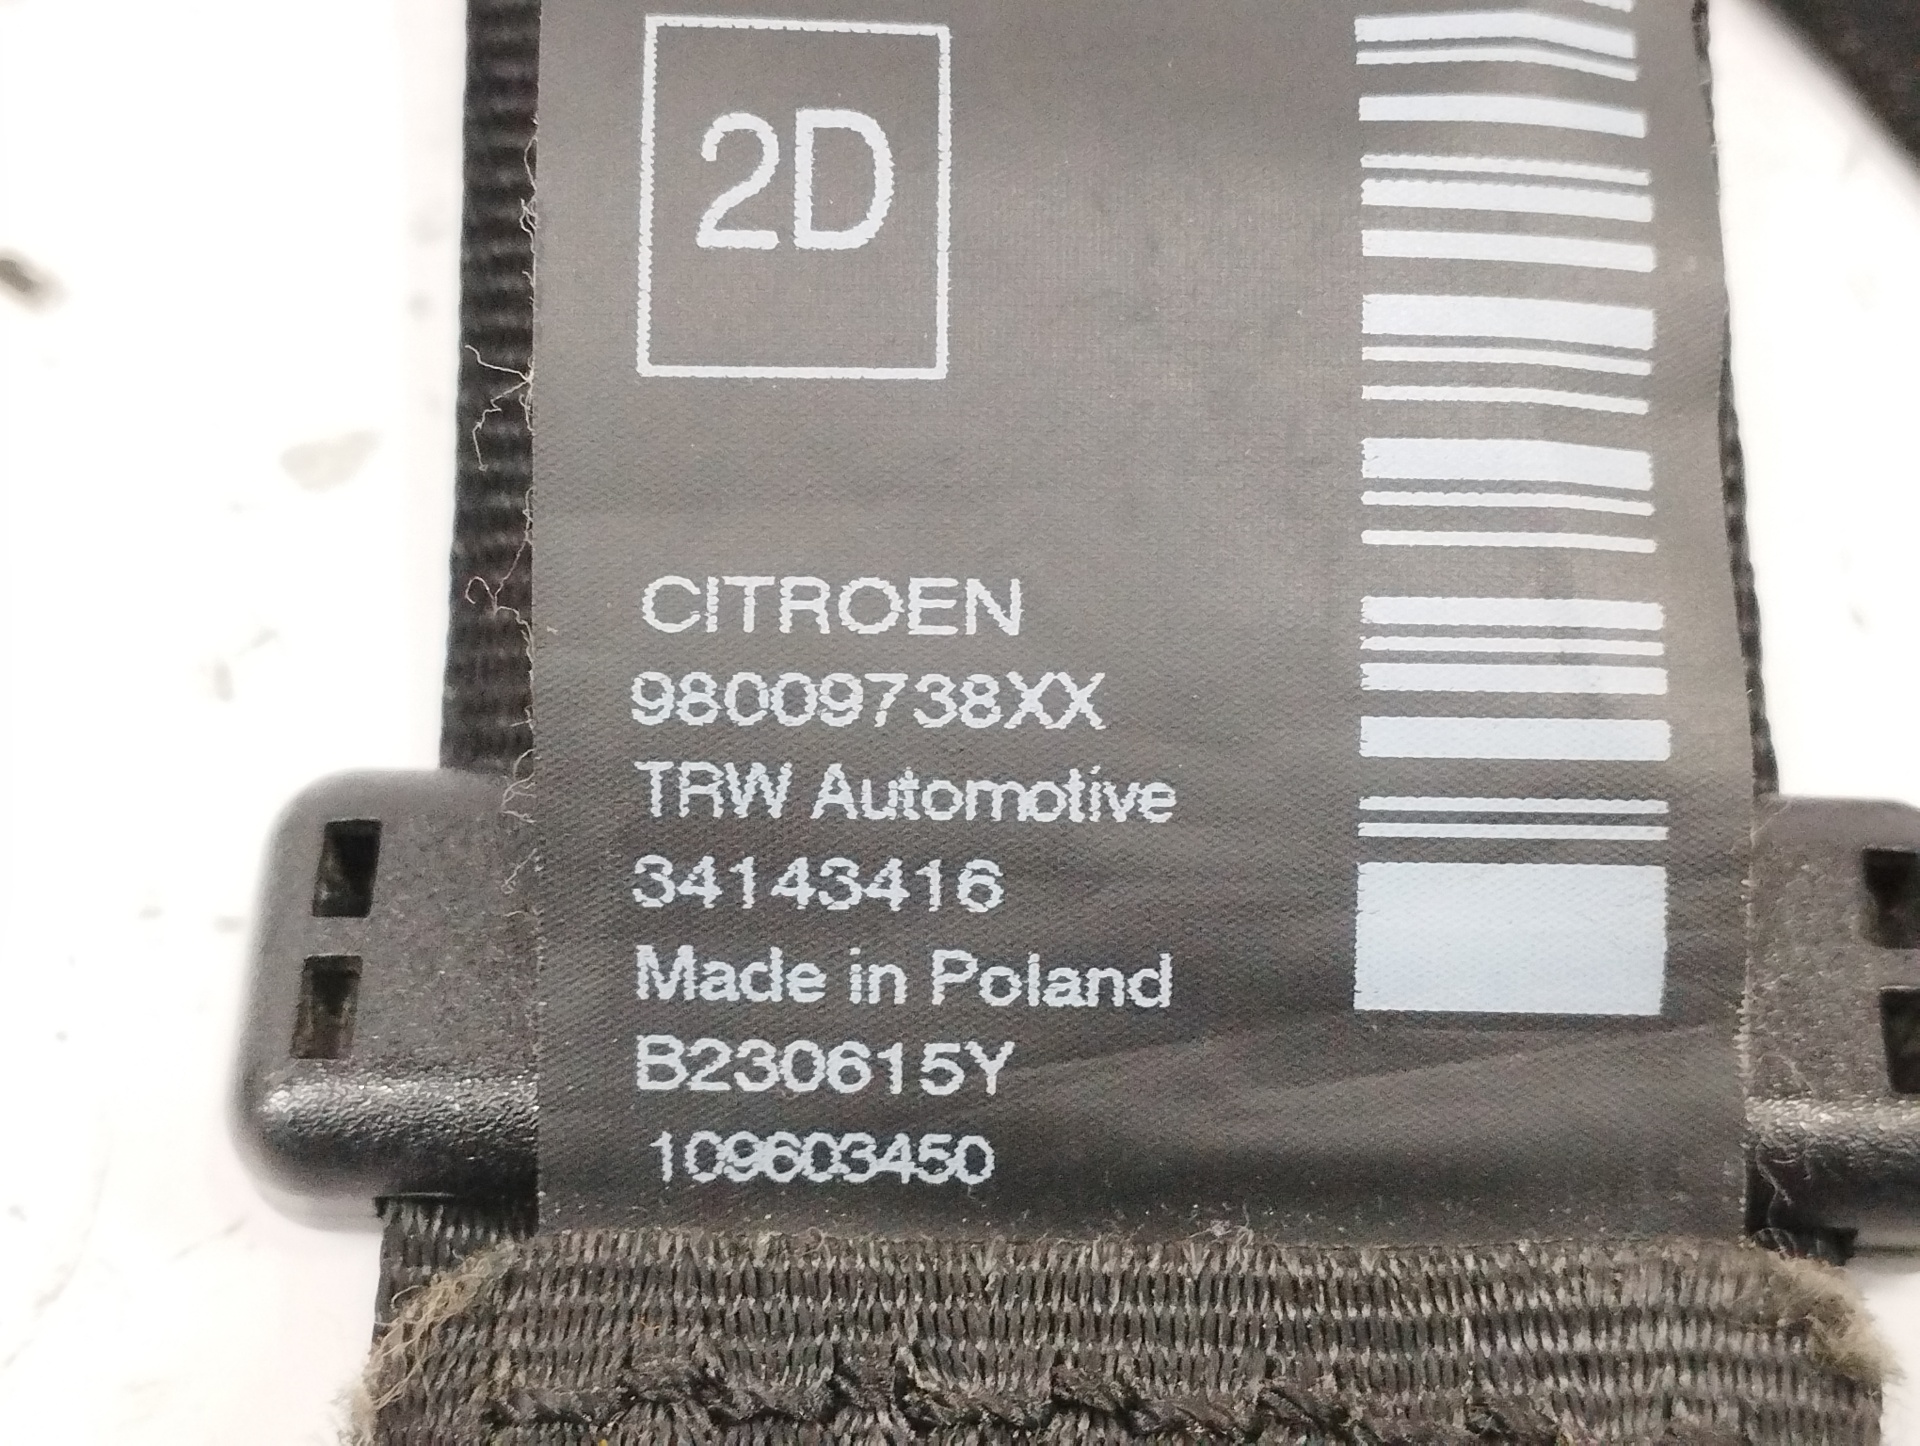 2D
CITROEN
98009738XX
TRW Automotive
34143416
Made in Poland
B230615Y
109603450